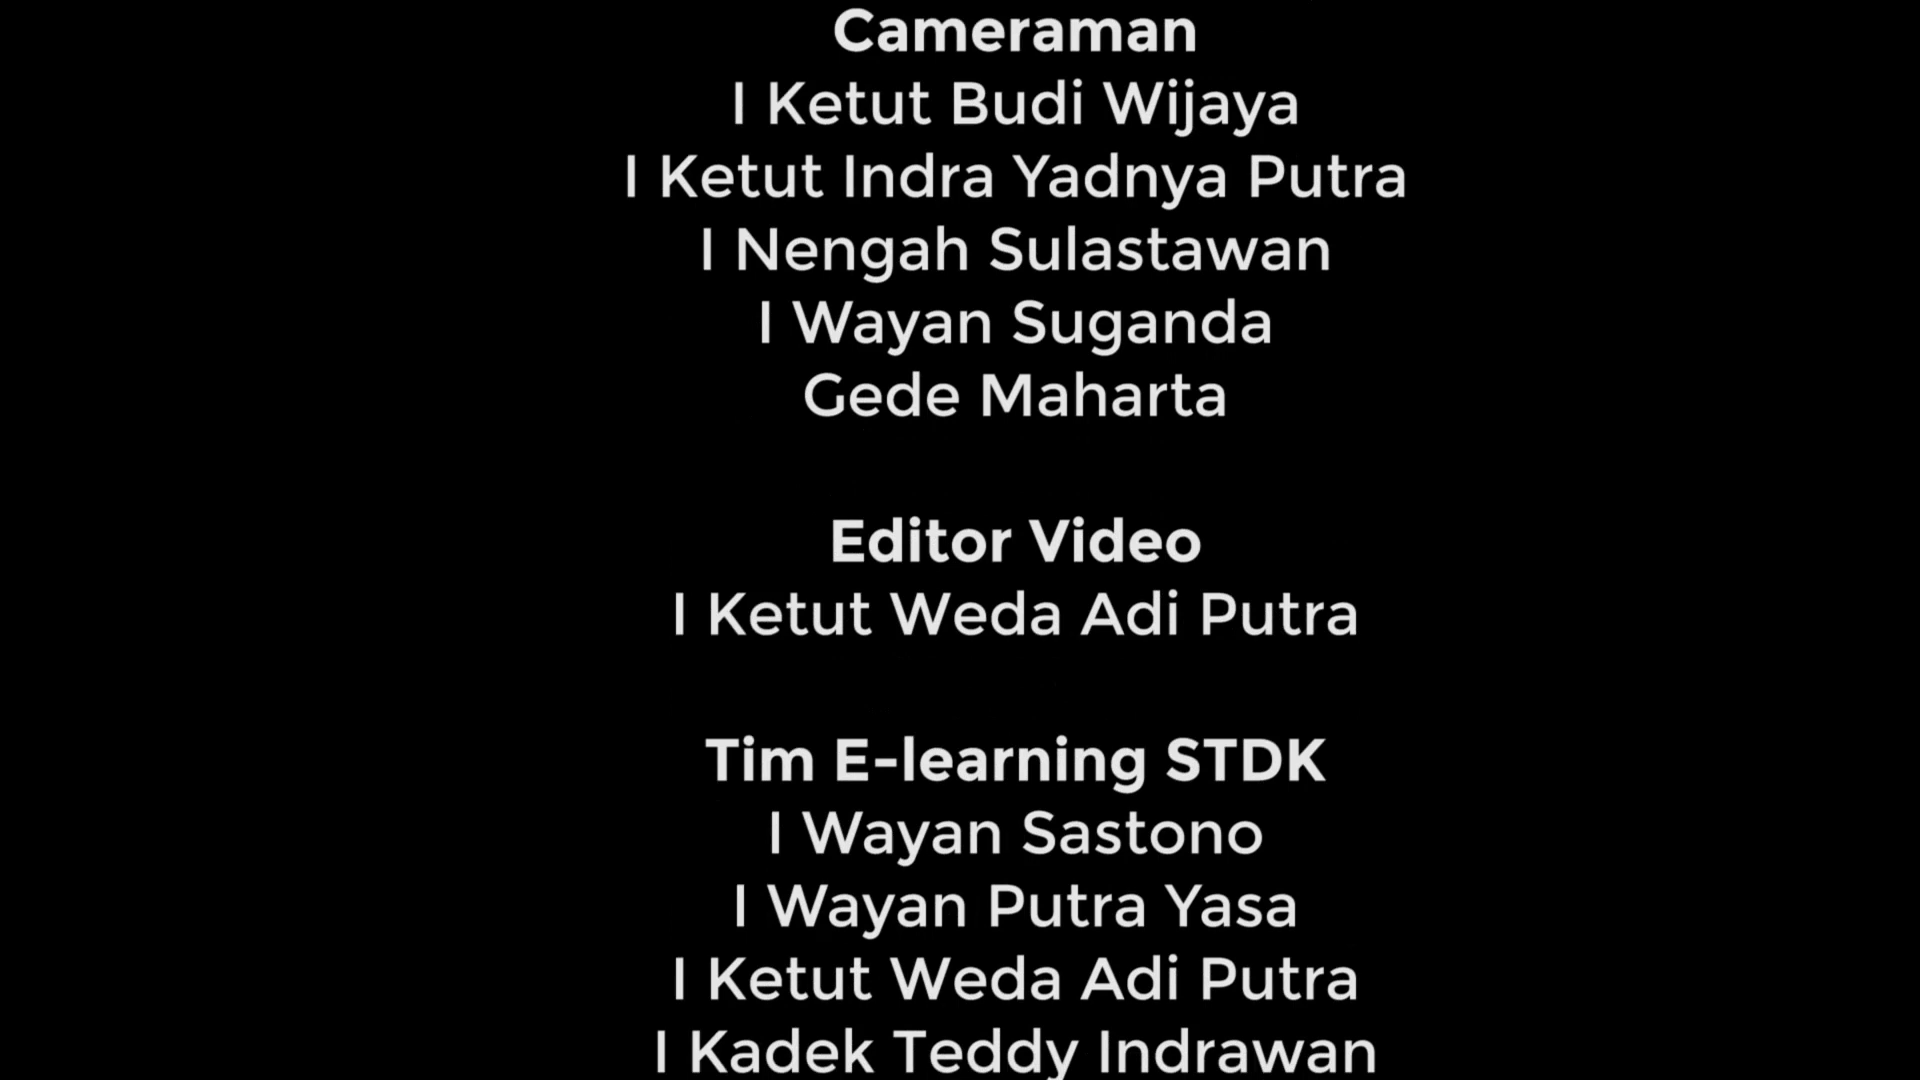 Cameraman
I Ketut Budi Wijaya
I Ketut Indra Yadnya Putra
I Nengah Sulastawan
I Wayan Suganda
Gede Maharta
Editor Video
I Ketut Weda Adi Putra
Tim E-learning STDK
I Wayan Sastono
I Wayan Putra Yasa
I Ketut Weda Adi Putra
I Kadek Teddy Indrawan